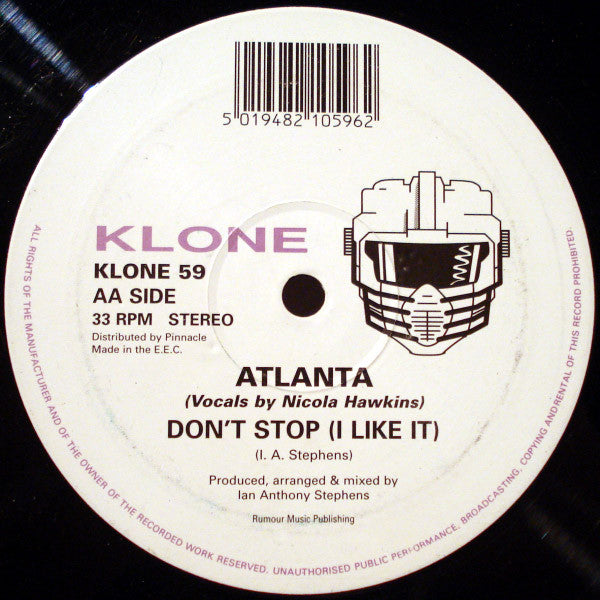 5 019482 105962
KLONE
KLONE 59
AA SIDE
33 RPM STEREO
Distributed by Pinnacle
Made in the E.E.C.
ATLANTA
(Vocals by Nicola Hawkins)
DON'T STOP (I LIKE IT)
(I. A. Stephens)
Produced, arranged & mixed by
Ian Anthony Stephens
Rumour Music Publishing
ALL RIGHTS OF THE MANUFACTURER AND OF THE OWNER OF THE RECORDED WORK RESERVED. UNAUTHORISED PUBLIC PERFORMANCE, BROADCASTING, COPYING ANDRENTAL OF THIS RECORD PROHIBITED.